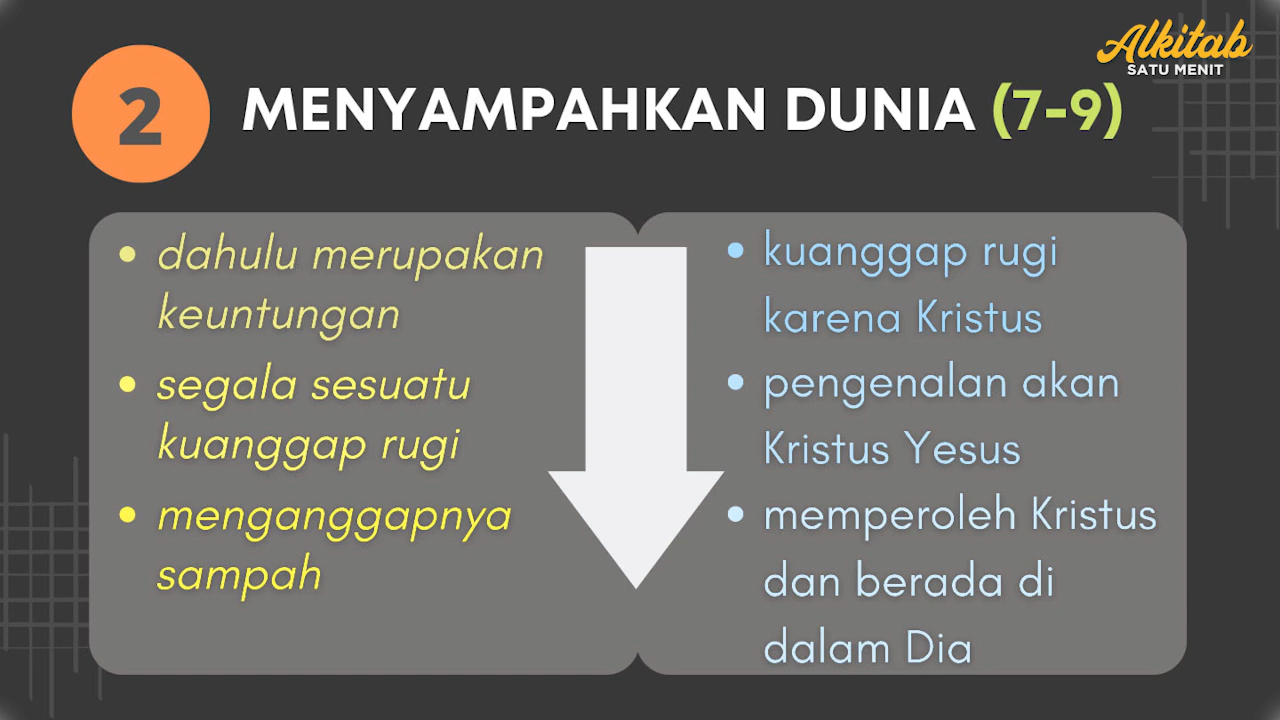 Alkitab
SATU MENIT
2
MENYAMPAHKAN DUNIA (7-9)
• dahulu merupakan
keuntungan
• segala sesuatu
kuanggap rugi
• menganggapnya
sampah
• kuanggap rugi
karena Kristus
• pengenalan akan
Kristus Yesus
• memperoleh Kristus
dan berada di
dalam Dia